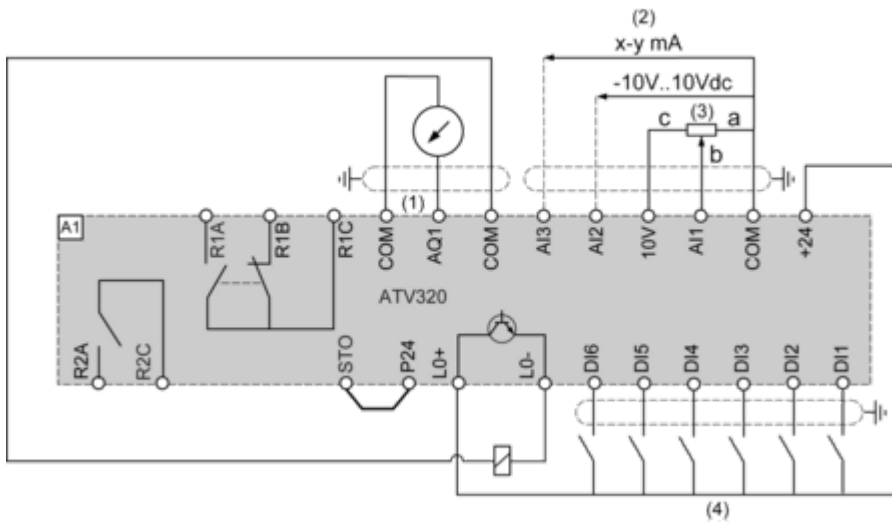 (2)
x-y mA
-10V..10Vdc
c (3) a
b
(1)
A1
R1A
R1B
R1C
COM
AQ1
COM
AI3
AI2
10V
AI1
COM
+24
ATV320
R2A
R2C
STO
P24
L0+
L0-
DI6
DI5
DI4
DI3
DI2
DI1
(4)